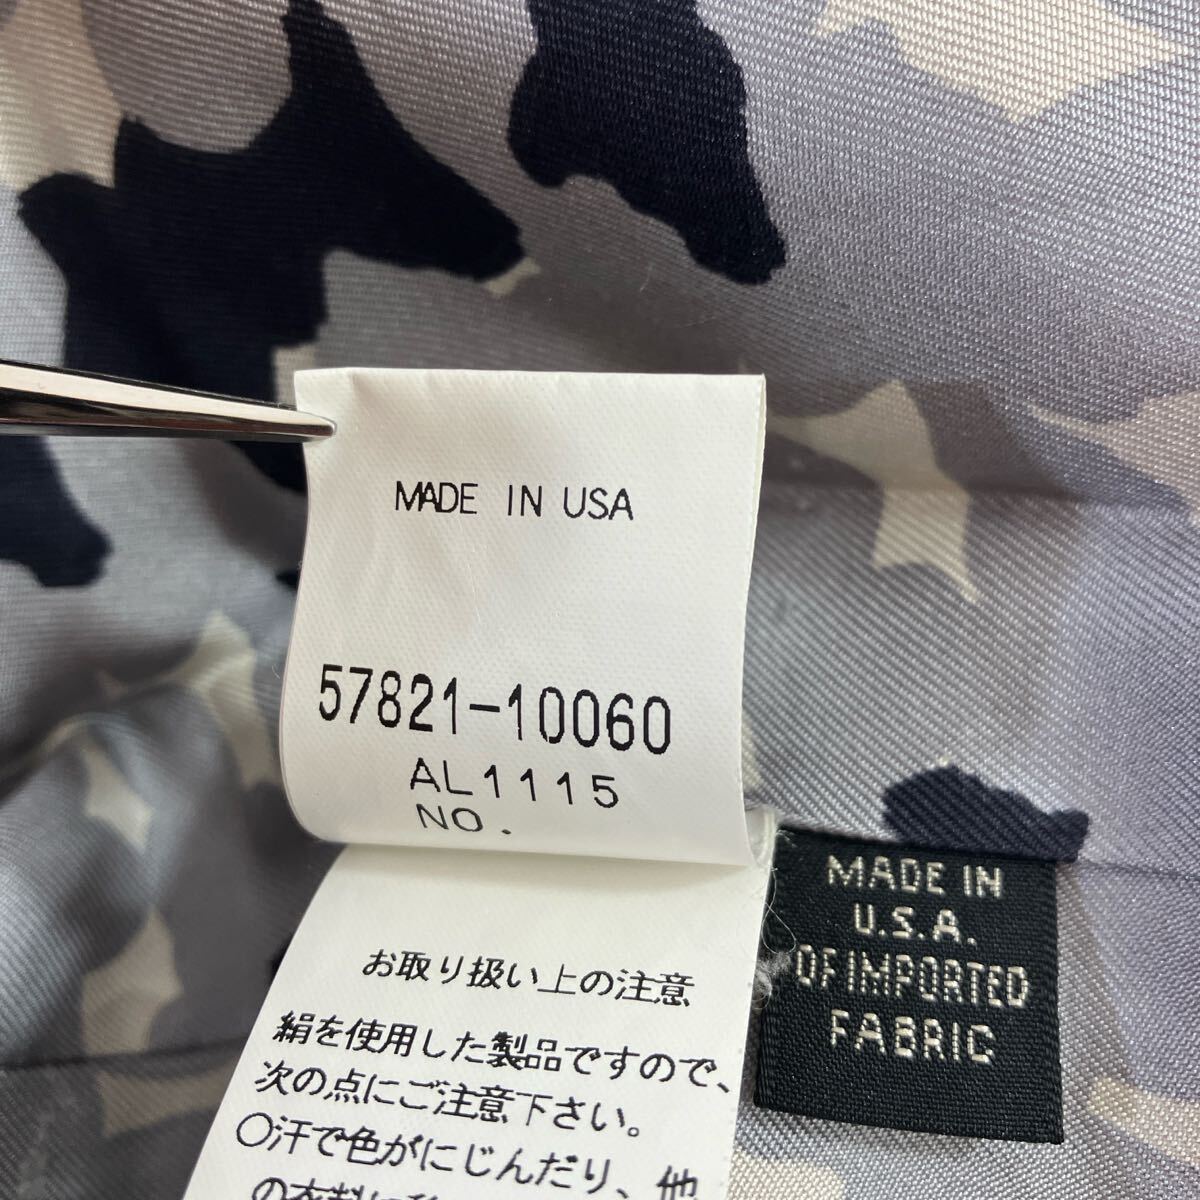 MADE IN USA
57821-10060
AL1115
NO.
お取り扱い上の注意
絹を使用した製品ですので、
次の点にご注意下さい。
○汗で色がにじんだり、他
MADE IN
U.S.A.
OF IMPORTED
FABRIC